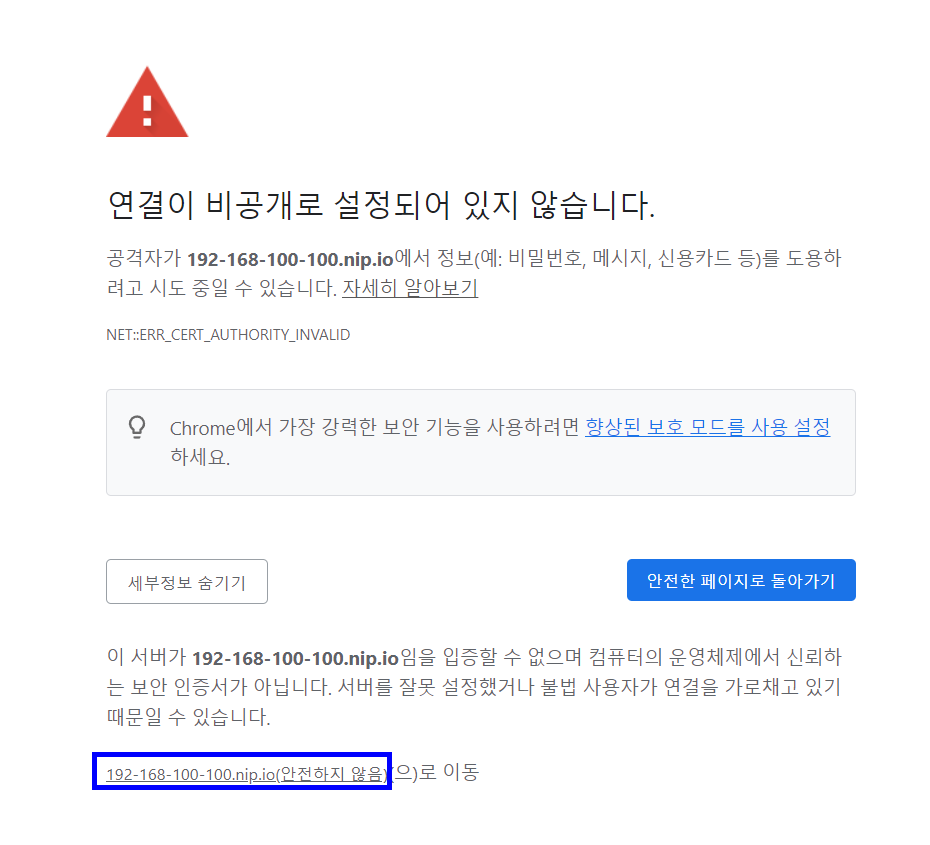 연결이 비공개로 설정되어 있지 않습니다.
공격자가 192-168-100-100.nip.io에서 정보(예: 비밀번호, 메시지, 신용카드 등)를 도용하
려고 시도 중일 수 있습니다. 자세히 알아보기
NET::ERR_CERT_AUTHORITY_INVALID
Chrome에서 가장 강력한 보안 기능을 사용하려면 향상된 보호 모드를 사용 설정
하세요.
세부정보 숨기기
안전한 페이지로 돌아가기
이 서버가 192-168-100-100.nip.io임을 입증할 수 없으며 컴퓨터의 운영체제에서 신뢰하
는 보안 인증서가 아닙니다. 서버를 잘못 설정했거나 불법 사용자가 연결을 가로채고 있기
때문일 수 있습니다.
192-168-100-100.nip.io(안전하지 않음)(으)로 이동